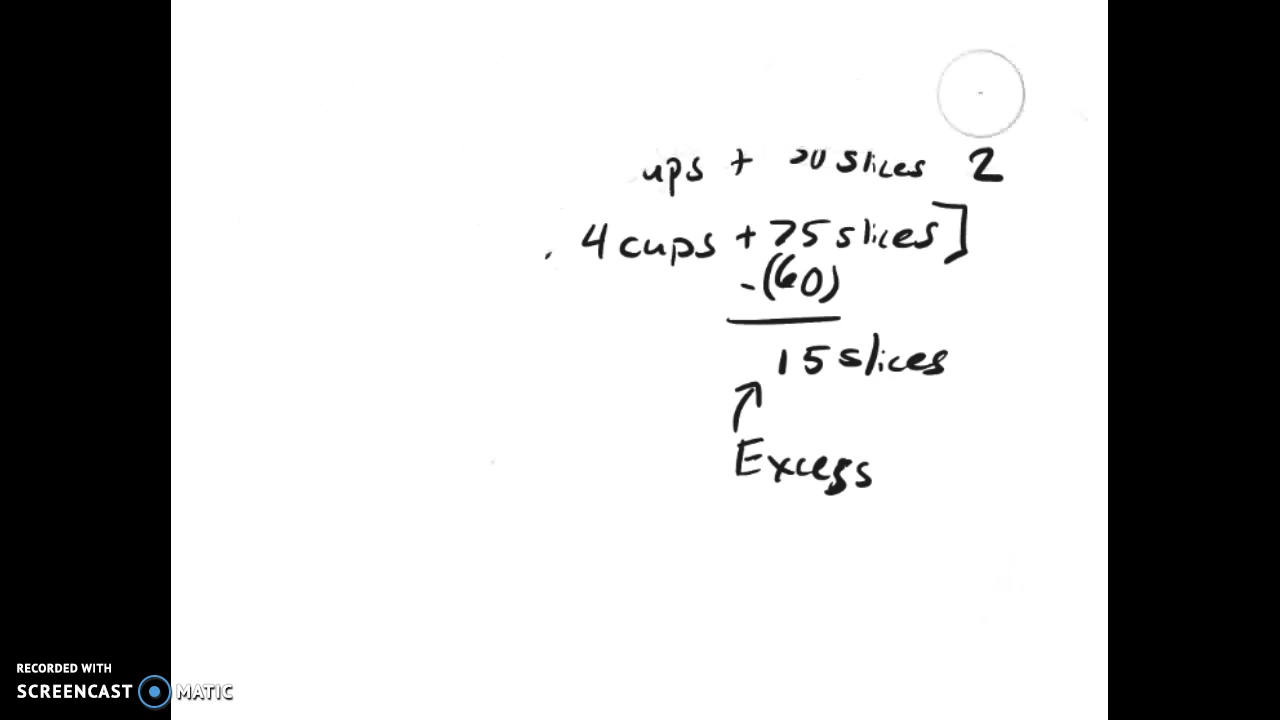 ups + slices 2
4 cups + 75 slices]
-(60)
15 slices
Excess
RECORDED WITH
SCREENCAST MATIC